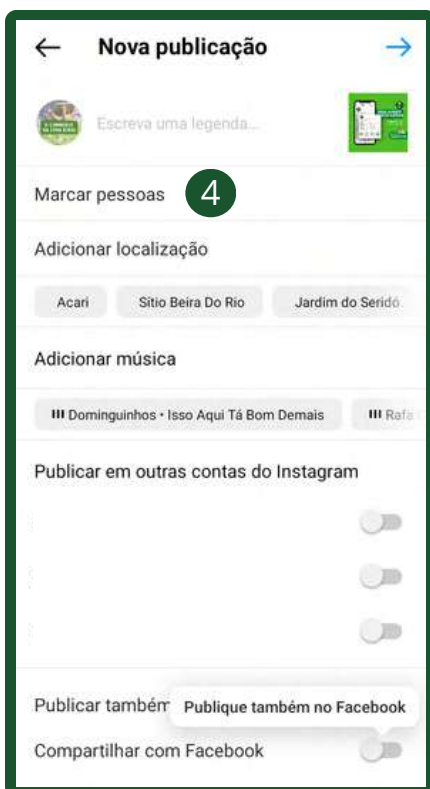 Nova publicação
Escreva uma legenda...
Marcar pessoas 4
Adicionar localização
Acari Sítio Beira Do Rio Jardim do Seridó
Adicionar música
Dominguinhos • Isso Aqui Tá Bom Demais Rafa
Publicar em outras contas do Instagram
Publicar também Publique também no Facebook
Compartilhar com Facebook